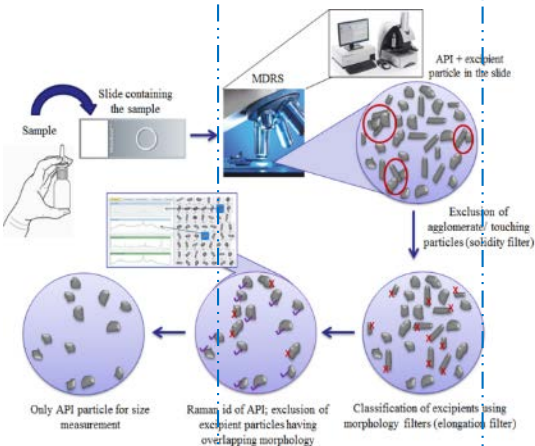 Slide containing
the sample
Sample
MDRS
API + excipient
particle in the slide
Exclusion of
agglomerate/ touching
particles (solidity filter)
Classification of excipients using
morphology filters (elongation filter)
Raman id of API; exclusion of
excipient particles having
overlapping morphology
Only API particle for size
measurement